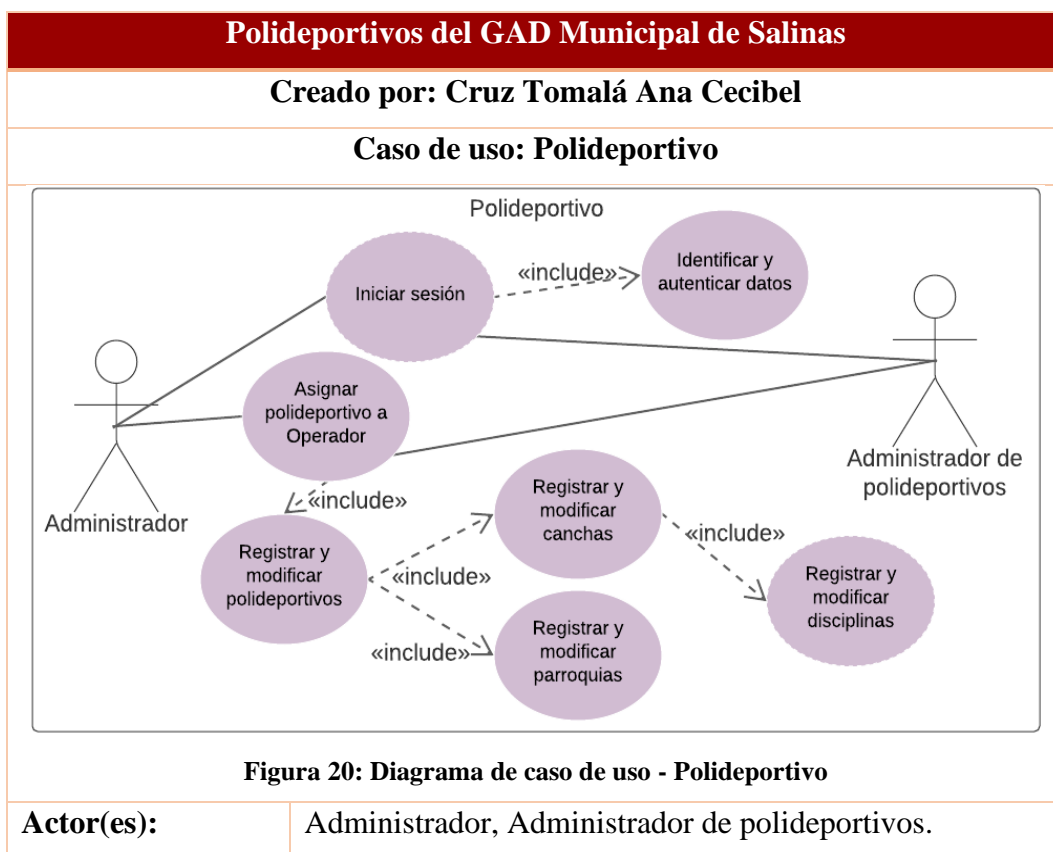 Polideportivos del GAD Municipal de Salinas
Creado por: Cruz Tomalá Ana Cecibel
Caso de uso: Polideportivo
Polideportivo
Iniciar sesión
«include»
Identificar y
autenticar datos
Asignar
polideportivo a
Operador
Administrador
Administrador de
polideportivos
«include»
Registrar y
modificar
polideportivos
«include»
Registrar y
modificar
canchas
«include»
Registrar y
modificar
disciplinas
«include»
Registrar y
modificar
parroquias
Figura 20: Diagrama de caso de uso - Polideportivo
Actor(es): Administrador, Administrador de polideportivos.